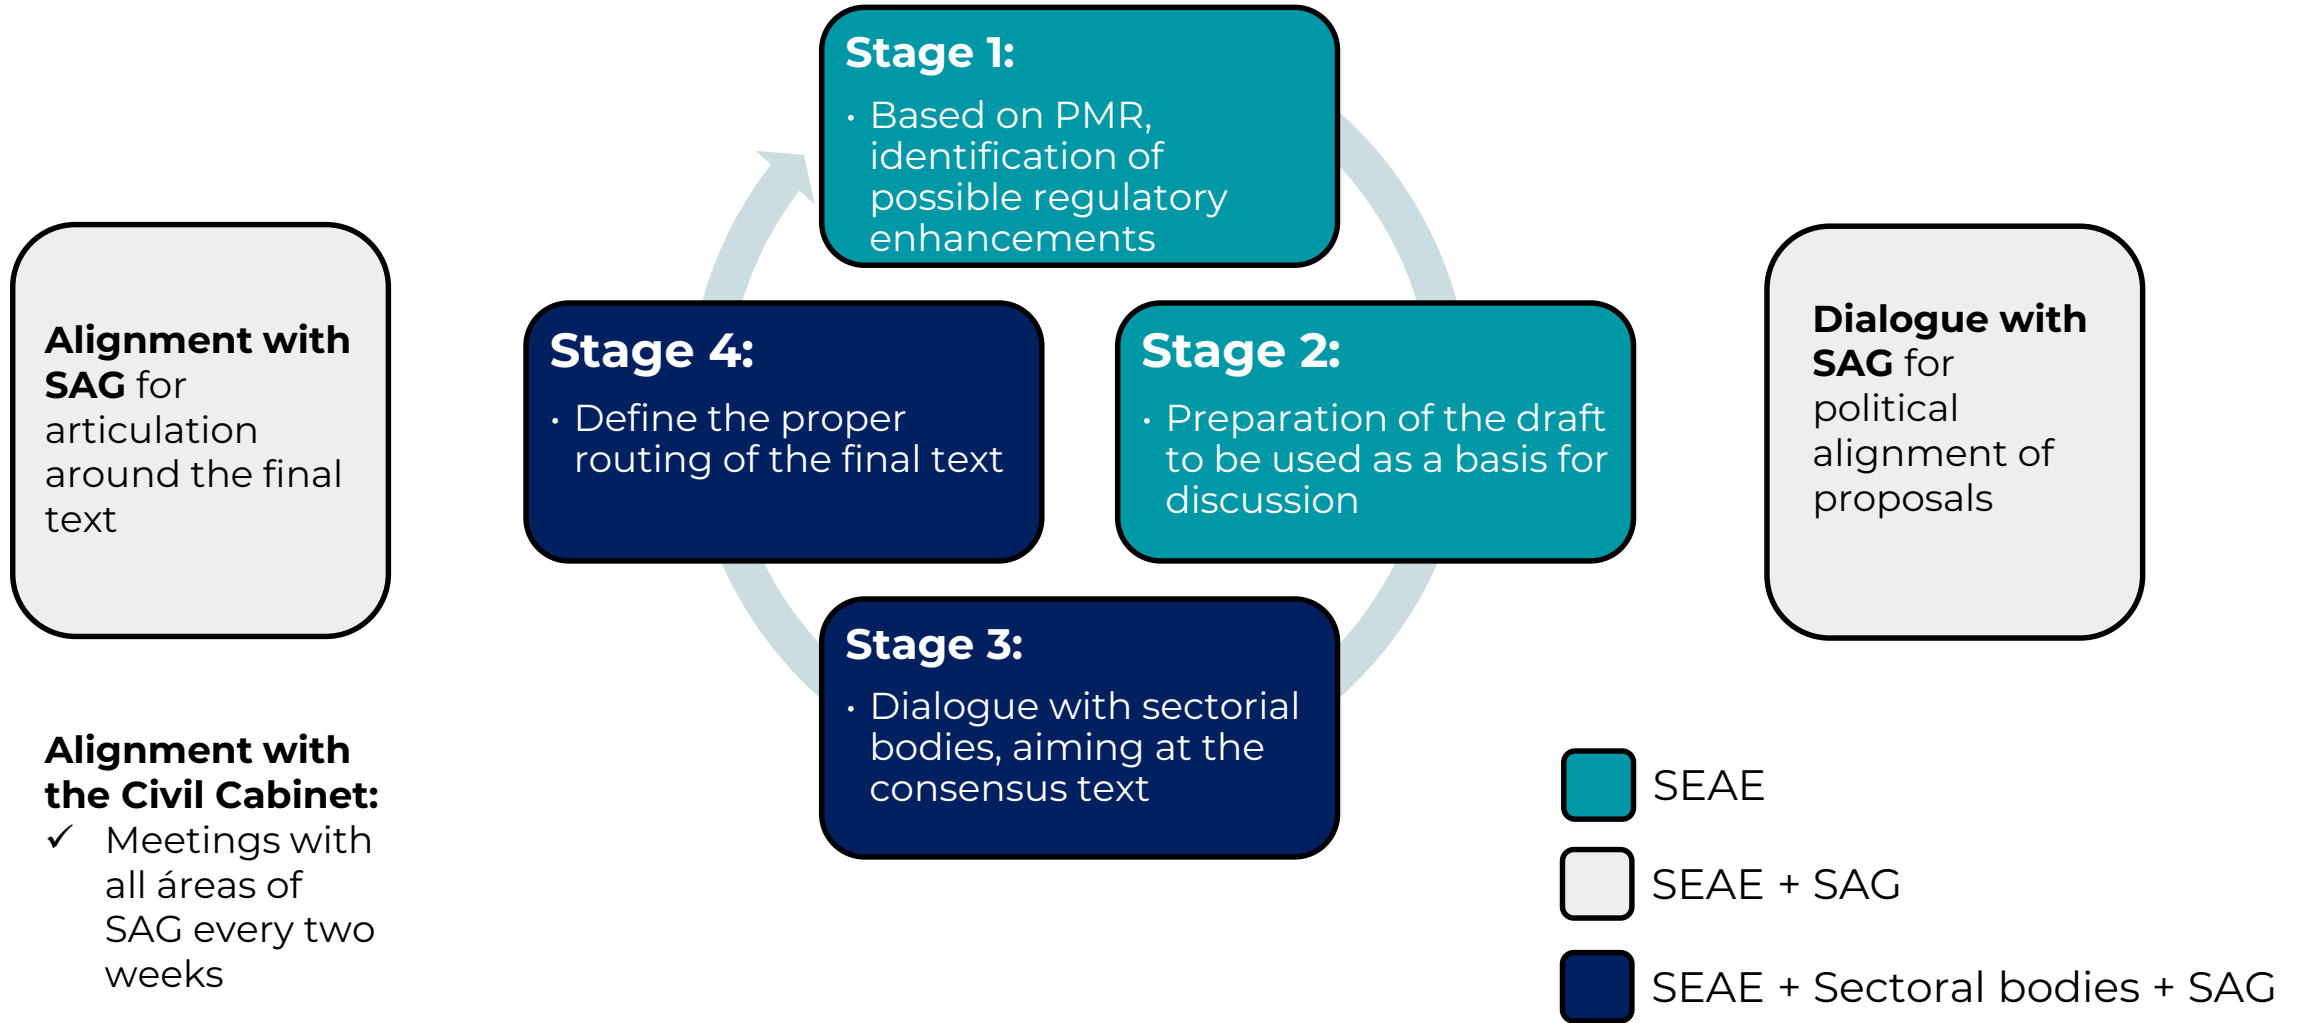 Stage 1:
· Based on PMR,
identification of
possible regulatory
enhancements
Alignment with
SAG for
articulation
around the final
text
Stage 4:
· Define the proper
routing of the final text
Stage 2:
· Preparation of the draft
to be used as a basis for
discussion
Dialogue with
SAG for
political
alignment of
proposals
Stage 3:
· Dialogue with sectorial
bodies, aiming at the
consensus text
Alignment with
the Civil Cabinet:
✓ Meetings with
all áreas of
SAG every two
weeks
SEAE
SEAE + SAG
SEAE + Sectoral bodies + SAG